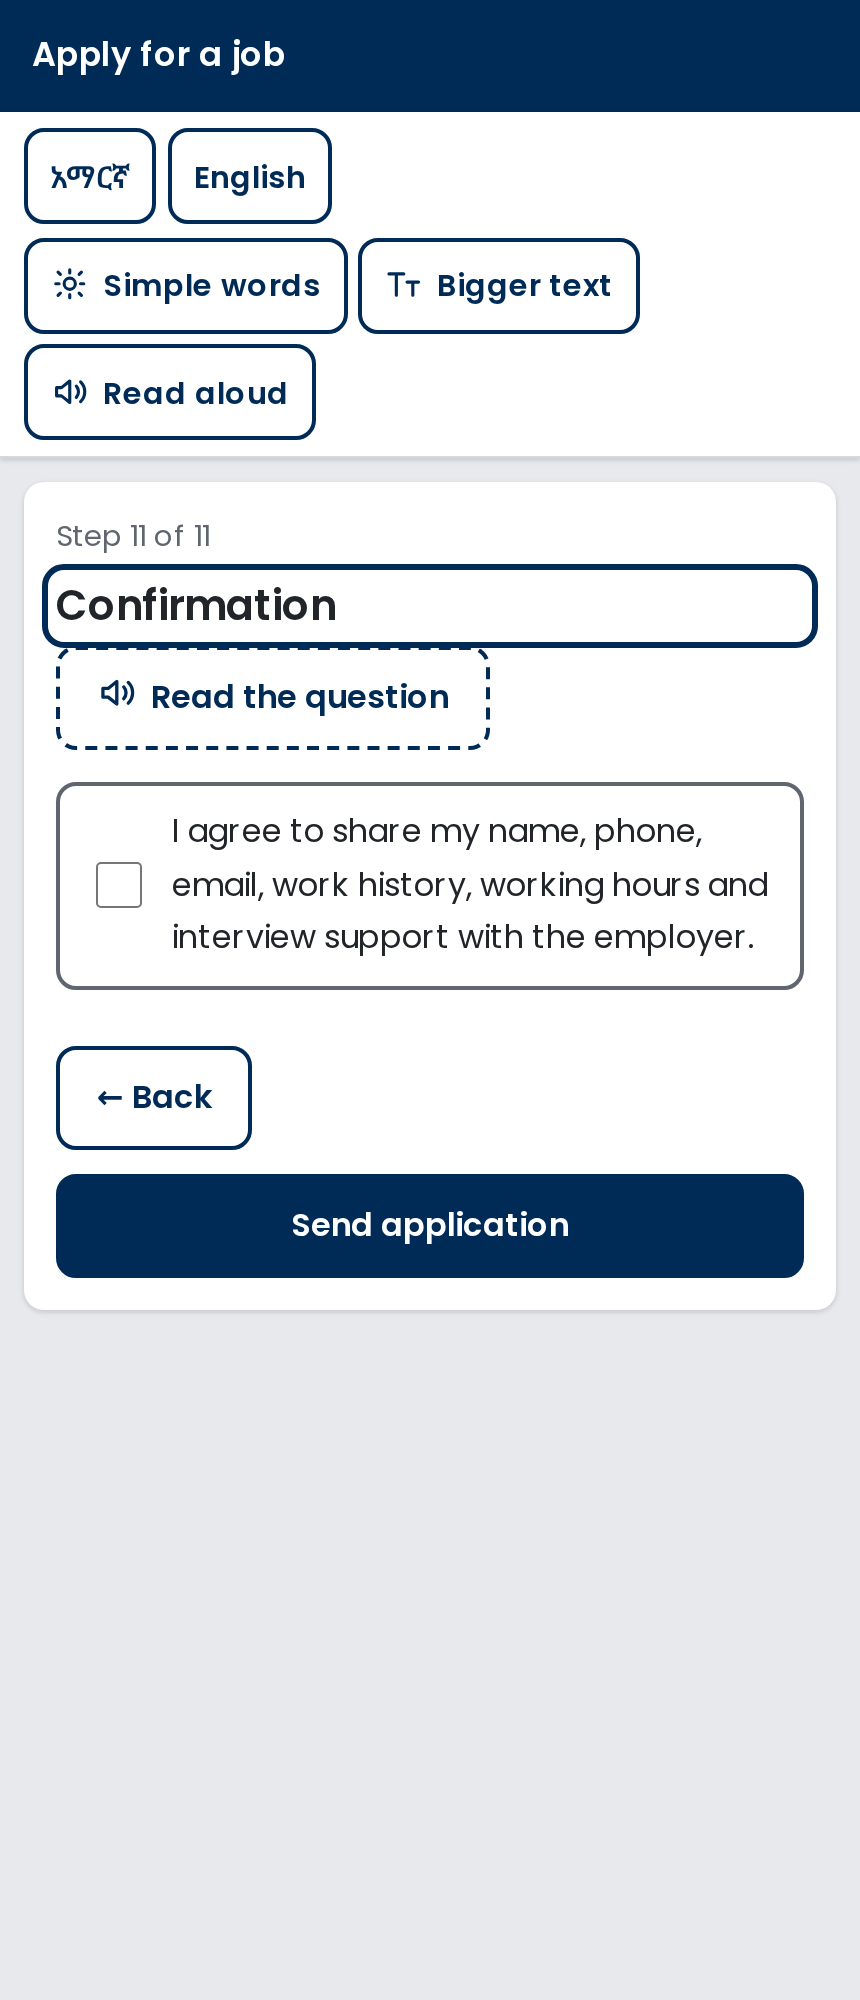 Apply for a job
አማርኛ
English
Simple words
Bigger text
Read aloud
Step 11 of 11
Confirmation
Read the question
I agree to share my name, phone,
email, work history, working hours and
interview support with the employer.
← Back
Send application